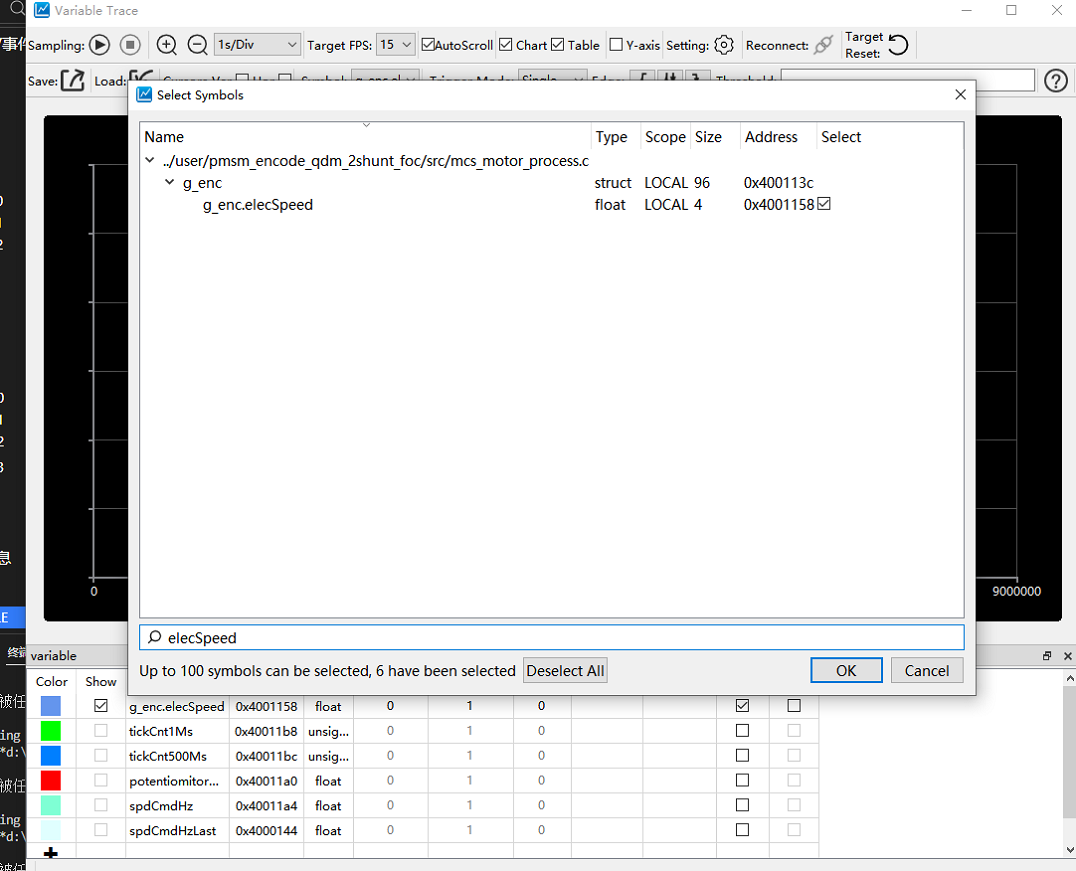 Variable Trace
Sampling: 1s/Div Target FPS: 15 AutoScroll Chart Table Y-axis Setting: Reconnect: Target Reset:
Save: Load:
Select Symbols
Name Type Scope Size Address Select
../user/pmsm_encode_qdm_2shunt_foc/src/mcs_motor_process.c
g_enc struct LOCAL 96 0x400113c
g_enc.elecSpeed float LOCAL 4 0x4001158
0 9000000
elecSpeed
Up to 100 symbols can be selected, 6 have been selected Deselect All OK Cancel
variable
Color Show
g_enc.elecSpeed 0x4001158 float 0 1 0
tickCnt1Ms 0x40011b8 unsig... 0 1 0
tickCnt500Ms 0x40011bc unsig... 0 1 0
potentiomitor... 0x40011a0 float 0 1 0
spdCmdHz 0x40011a4 float 0 1 0
spdCmdHzLast 0x4000144 float 0 1 0